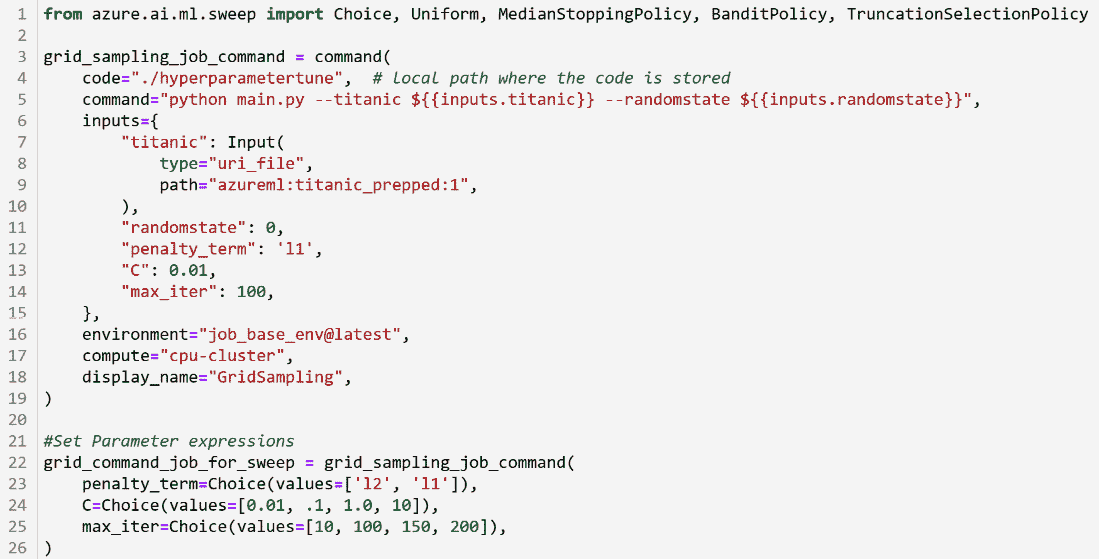 1 from azure.ai.ml.sweep import Choice, Uniform, MedianStoppingPolicy, BanditPolicy, TruncationSelectionPolicy
2
3 grid_sampling_job_command = command(
4     code="./hyperparametertune",  # local path where the code is stored
5     command="python main.py --titanic ${{inputs.titanic}} --randomstate ${{inputs.randomstate}}",
6     inputs={
7         "titanic": Input(
8             type="uri_file",
9             path="azureml:titanic_prepped:1",
10         ),
11         "randomstate": 0,
12         "penalty_term": 'l1',
13         "C": 0.01,
14         "max_iter": 100,
15     },
16     environment="job_base_env@latest",
17     compute="cpu-cluster",
18     display_name="GridSampling",
19 )
20
21 #Set Parameter expressions
22 grid_command_job_for_sweep = grid_sampling_job_command(
23     penalty_term=Choice(values=['l2', 'l1']),
24     C=Choice(values=[0.01, .1, 1.0, 10]),
25     max_iter=Choice(values=[10, 100, 150, 200]),
26 )